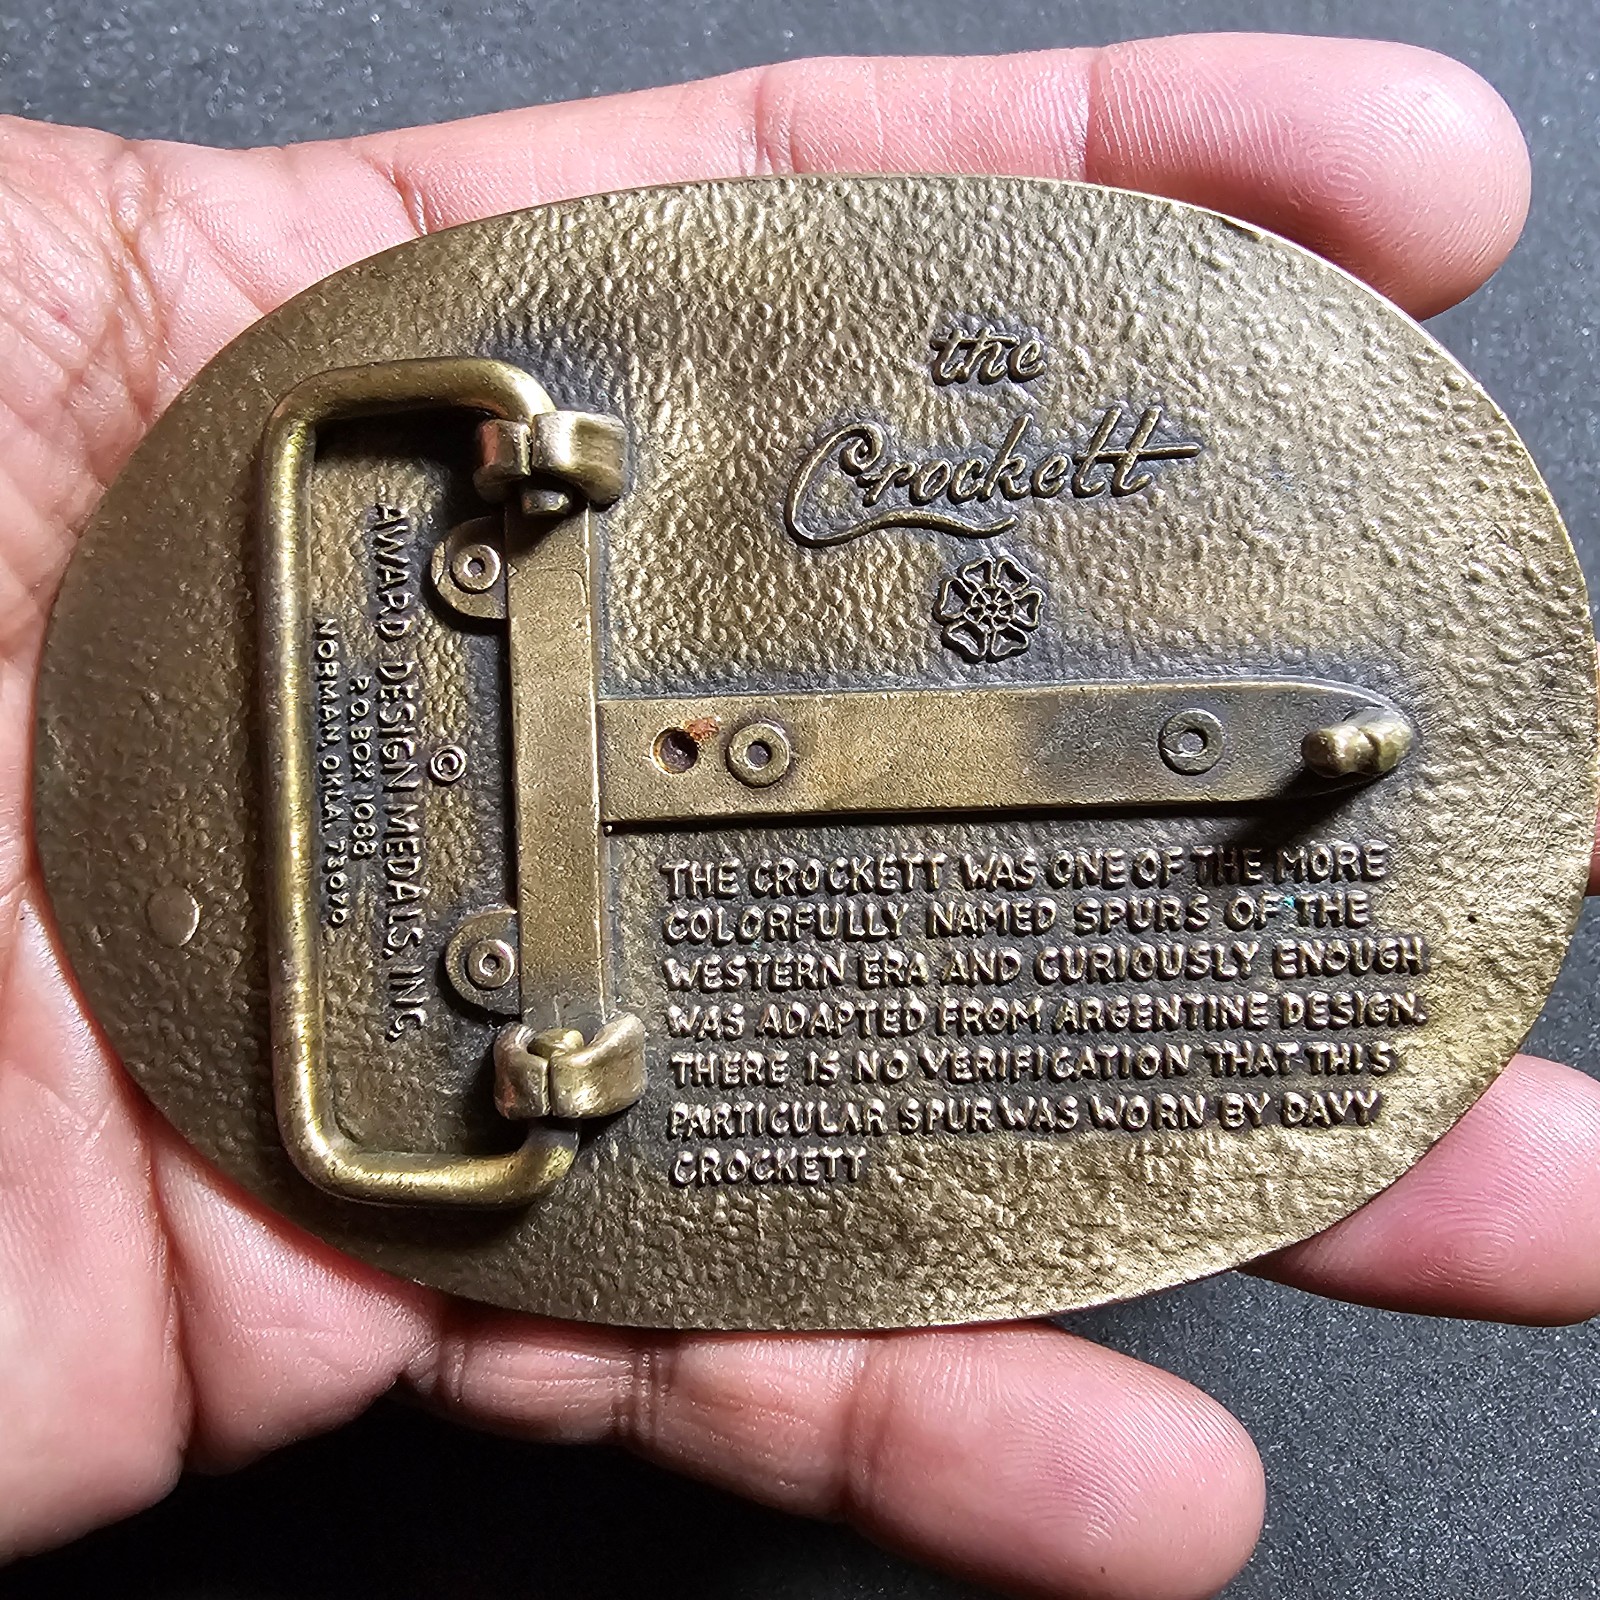 the
Crockett
THE CROCKETT WAS ONE OF THE MORE
COLORFULLY NAMED SPURS OF THE
WESTERN ERA AND CURIOUSLY ENOUGH
WAS ADAPTED FROM ARGENTINE DESIGN.
THERE IS NO VERIFICATION THAT THIS
PARTICULAR SPUR WAS WORN BY DAVY
CROCKETT
©
AWARD DESIGN MEDALS, INC.
P.O. BOX 1088
NORMAN, OKLA. 73070